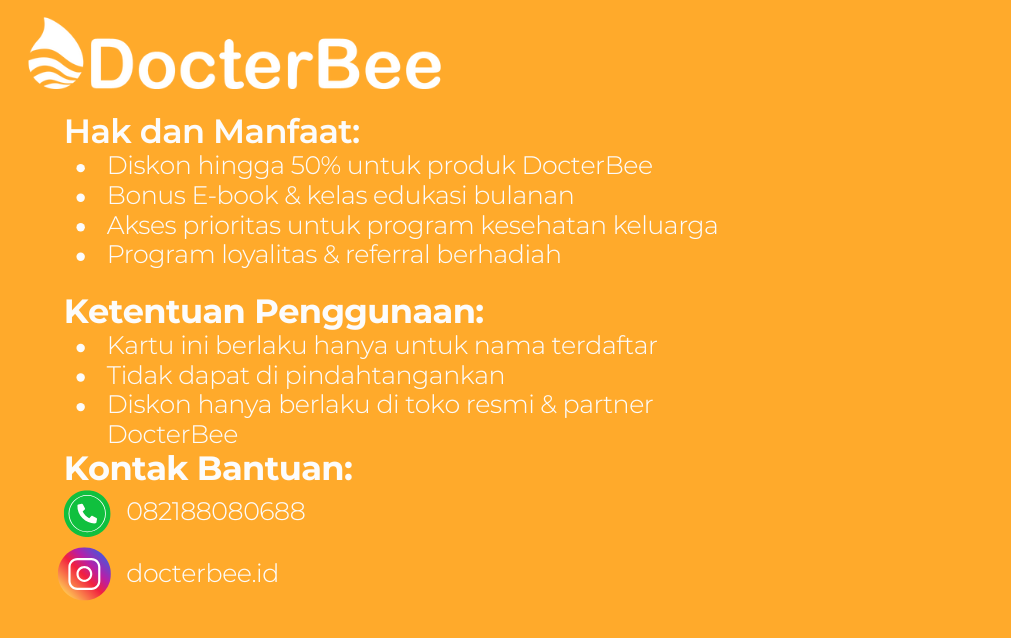 DocterBee
Hak dan Manfaat:
• Diskon hingga 50% untuk produk DocterBee
• Bonus E-book & kelas edukasi bulanan
• Akses prioritas untuk program kesehatan keluarga
• Program loyalitas & referral berhadiah
Ketentuan Penggunaan:
• Kartu ini berlaku hanya untuk nama terdaftar
• Tidak dapat di pindahtangankan
• Diskon hanya berlaku di toko resmi & partner
DocterBee
Kontak Bantuan:
082188080688
docterbee.id